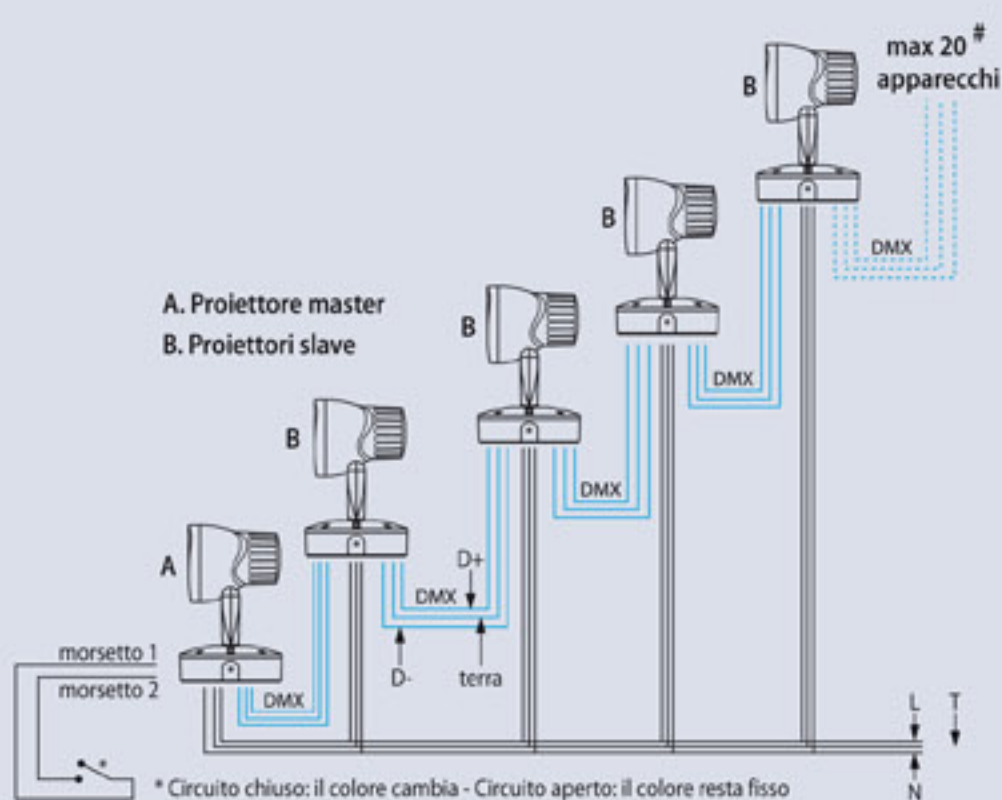 max 20 #
apparecchi
B
DMX
B
A. Proiettore master
B. Proiettori slave
B
DMX
B
DMX
D+
A
DMX
morsetto 1
D-
terra
morsetto 2
DMX
L
T
* Circuito chiuso: il colore cambia - Circuito aperto: il colore resta fisso
N
*